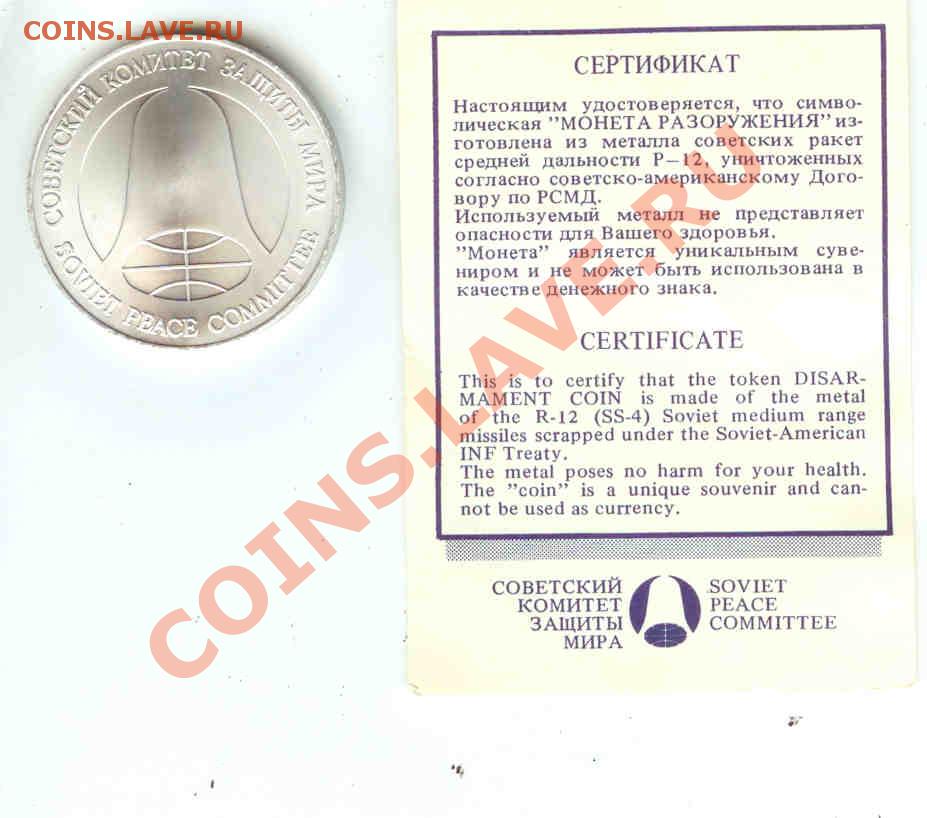 COINS.LAVE.RU
СОВЕТСКИЙ КОМИТЕТ ЗАЩИТЫ МИРА
SOVIET PEACE COMMITTEE
СЕРТИФИКАТ
Настоящим удостоверяется, что симво-
лическая "МОНЕТА РАЗОРУЖЕНИЯ" из-
готовлена из металла советских ракет
средней дальности Р—12, уничтоженных
согласно советско-американскому Дого-
вору по РСМД.
Используемый металл не представляет
опасности для Вашего здоровья.
"Монета" является уникальным суве-
ниром и не может быть использована в
качестве денежного знака.
CERTIFICATE
This is to certify that the token DISAR-
MAMENT COIN is made of the metal
of the R-12 (SS-4) Soviet medium range
missiles scrapped under the Soviet-American
INF Treaty.
The metal poses no harm for your health.
The "coin" is a unique souvenir and can-
not be used as currency.
СОВЕТСКИЙ
КОМИТЕТ
ЗАЩИТЫ
МИРА
SOVIET
PEACE
COMMITTEE
COINS.LAVE.RU